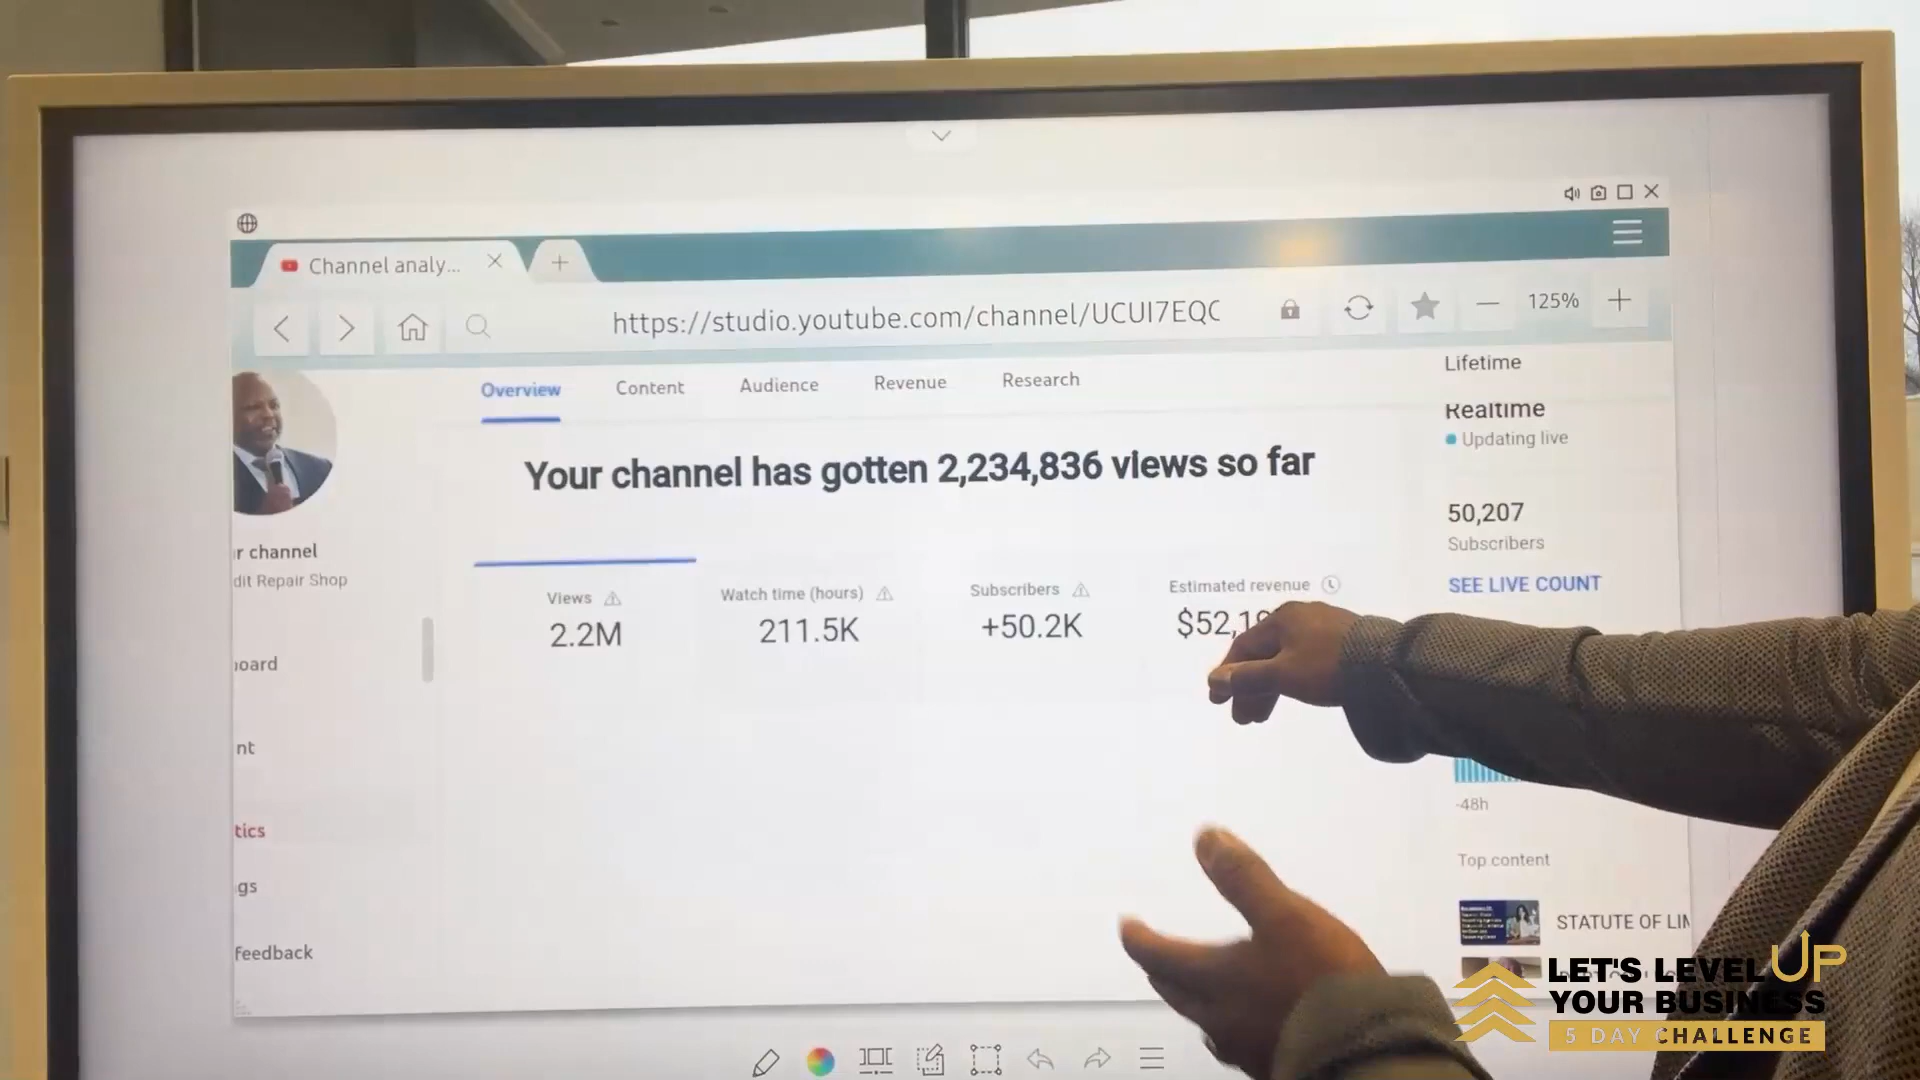 Channel analy...
https://studio.youtube.com/channel/UCUI7EQC
125%
Overview
Content
Audience
Revenue
Research
Lifetime
Realtime
Updating live
Your channel has gotten 2,234,836 views so far
50,207
Subscribers
SEE LIVE COUNT
r channel
dit Repair Shop
Views
2.2M
Watch time (hours)
211.5K
Subscribers
+50.2K
Estimated revenue
$52,19
oard
nt
tics
gs
feedback
-48h
Top content
STATUTE OF LIM
LET'S LEVEL UP
YOUR BUSINESS
5 DAY CHALLENGE